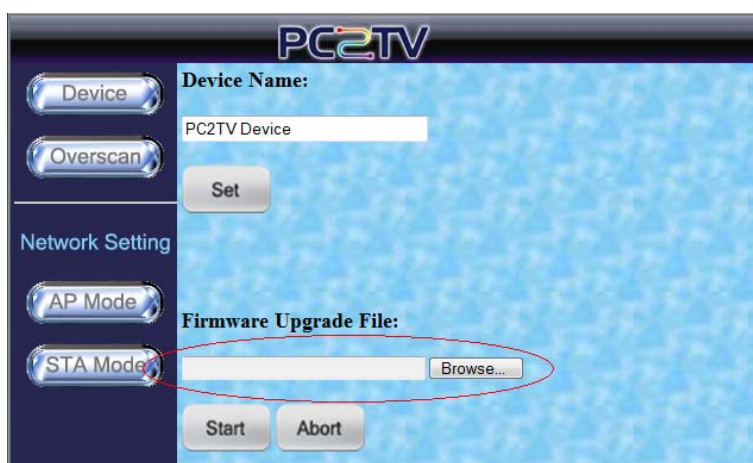 PC2TV
Device
Overscan
Network Setting
AP Mode
STA Mode
Device Name:
PC2TV Device
Set
Firmware Upgrade File:
Browse...
Start Abort